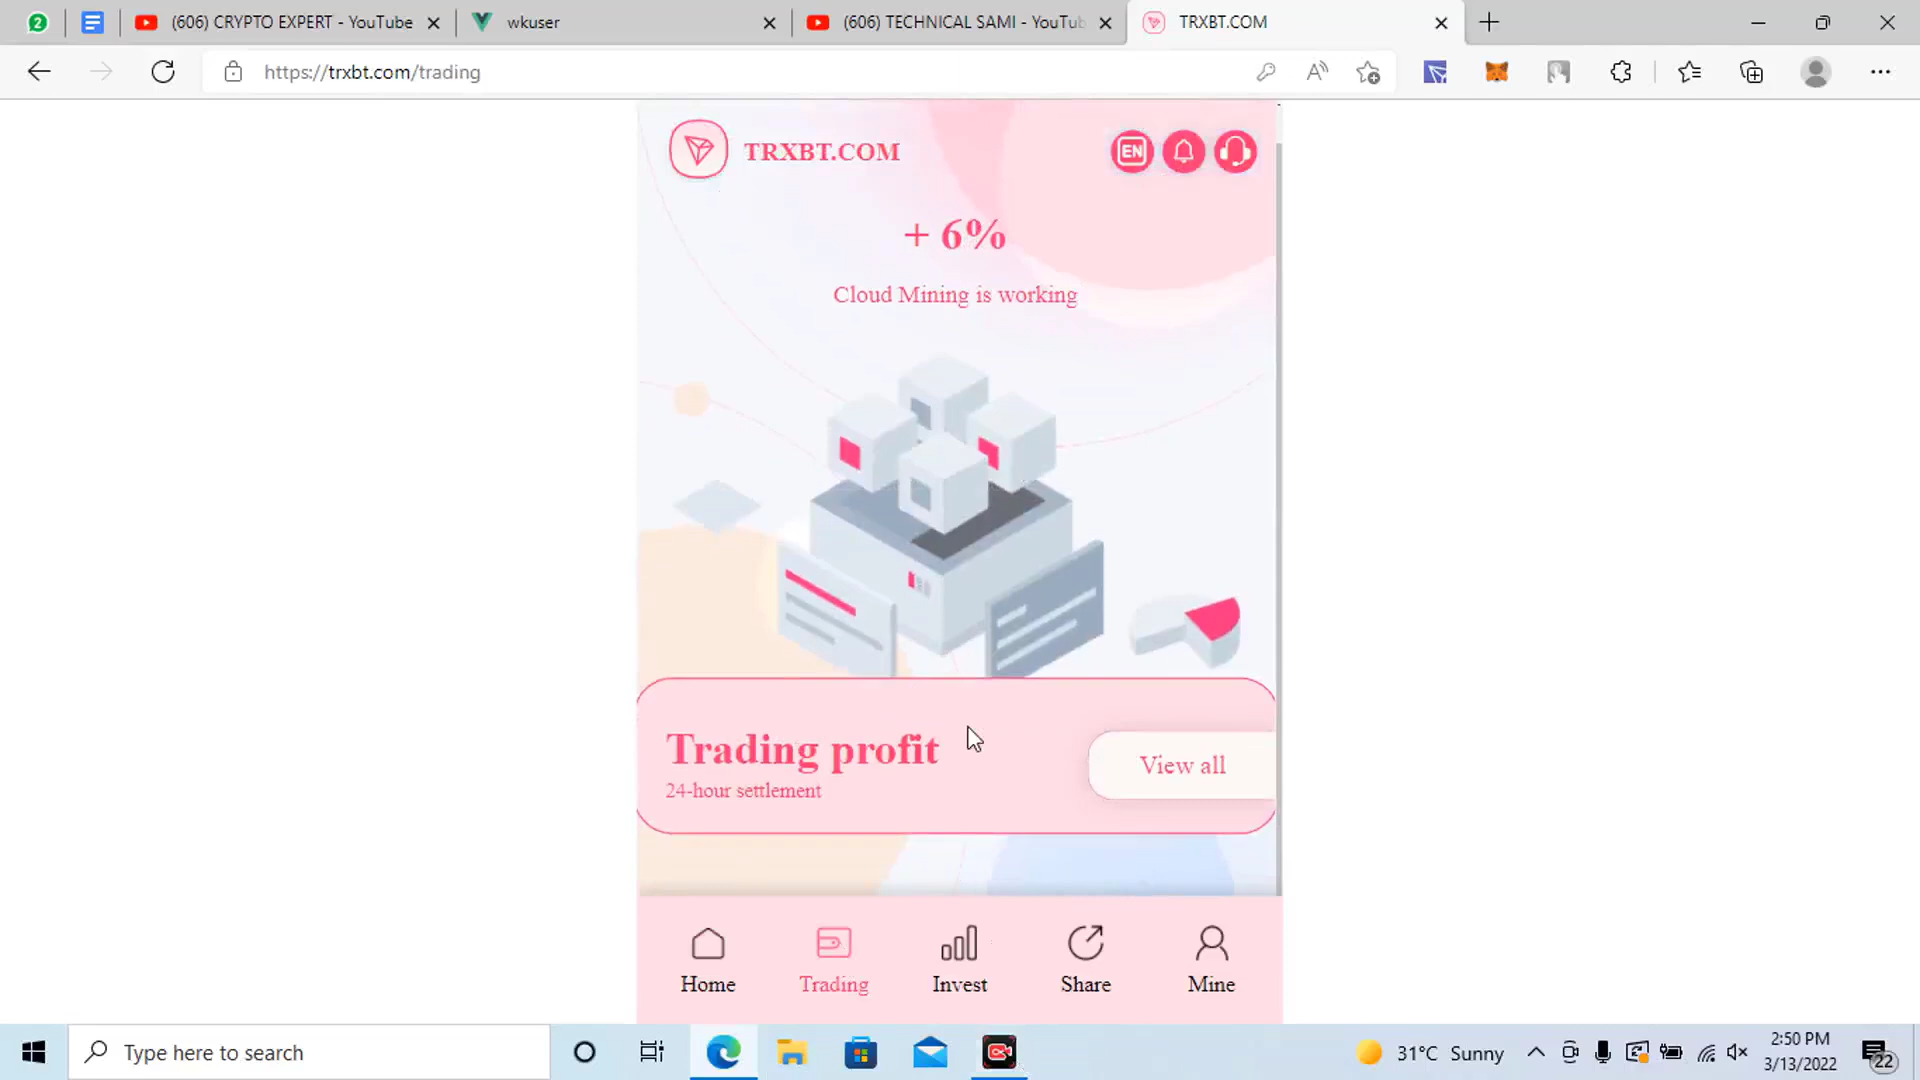 2
(606) CRYPTO EXPERT - YouTube
wkuser
(606) TECHNICAL SAMI - YouTub
TRXBT.COM
https://trxbt.com/trading
TRXBT.COM
EN
+ 6%
Cloud Mining is working
Trading profit
24-hour settlement
View all
Home
Trading
Invest
Share
Mine
Type here to search
31°C Sunny
2:50 PM
3/13/2022
22